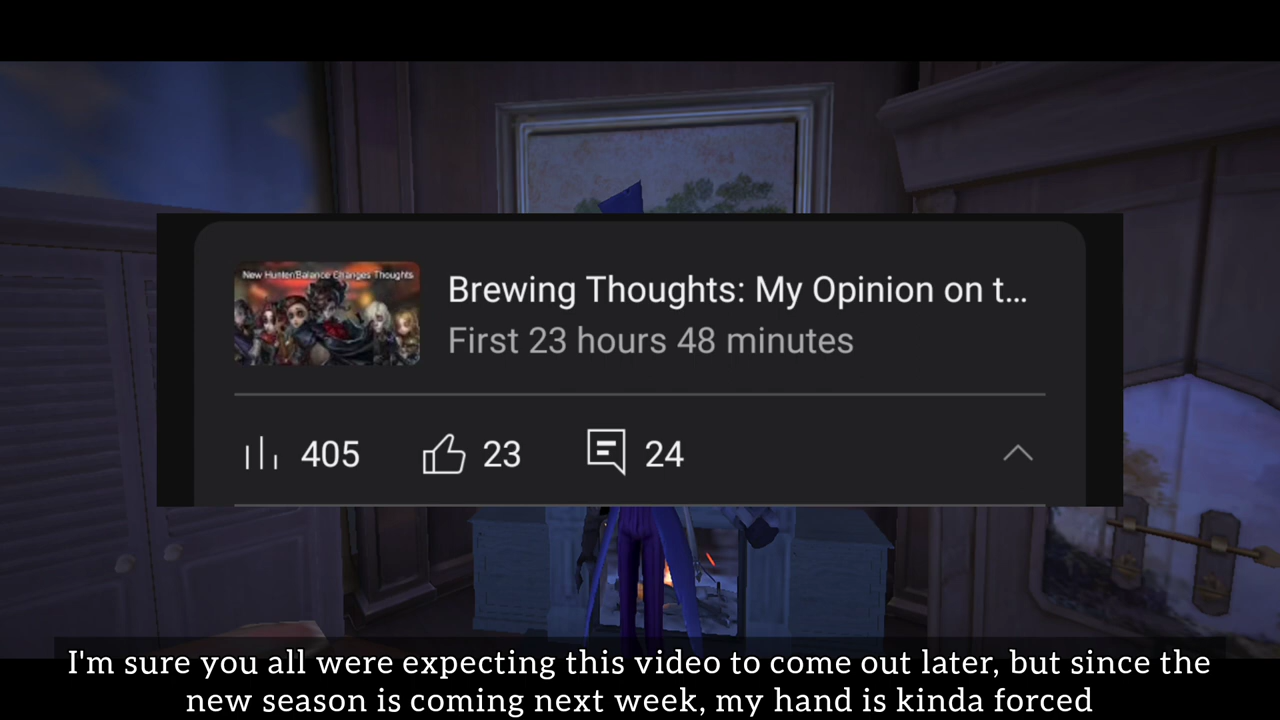 New Hunter/Balance Changes Thoughts
Brewing Thoughts: My Opinion on t...
First 23 hours 48 minutes
405 23 24
I'm sure you all were expecting this video to come out later, but since the
new season is coming next week, my hand is kinda forced